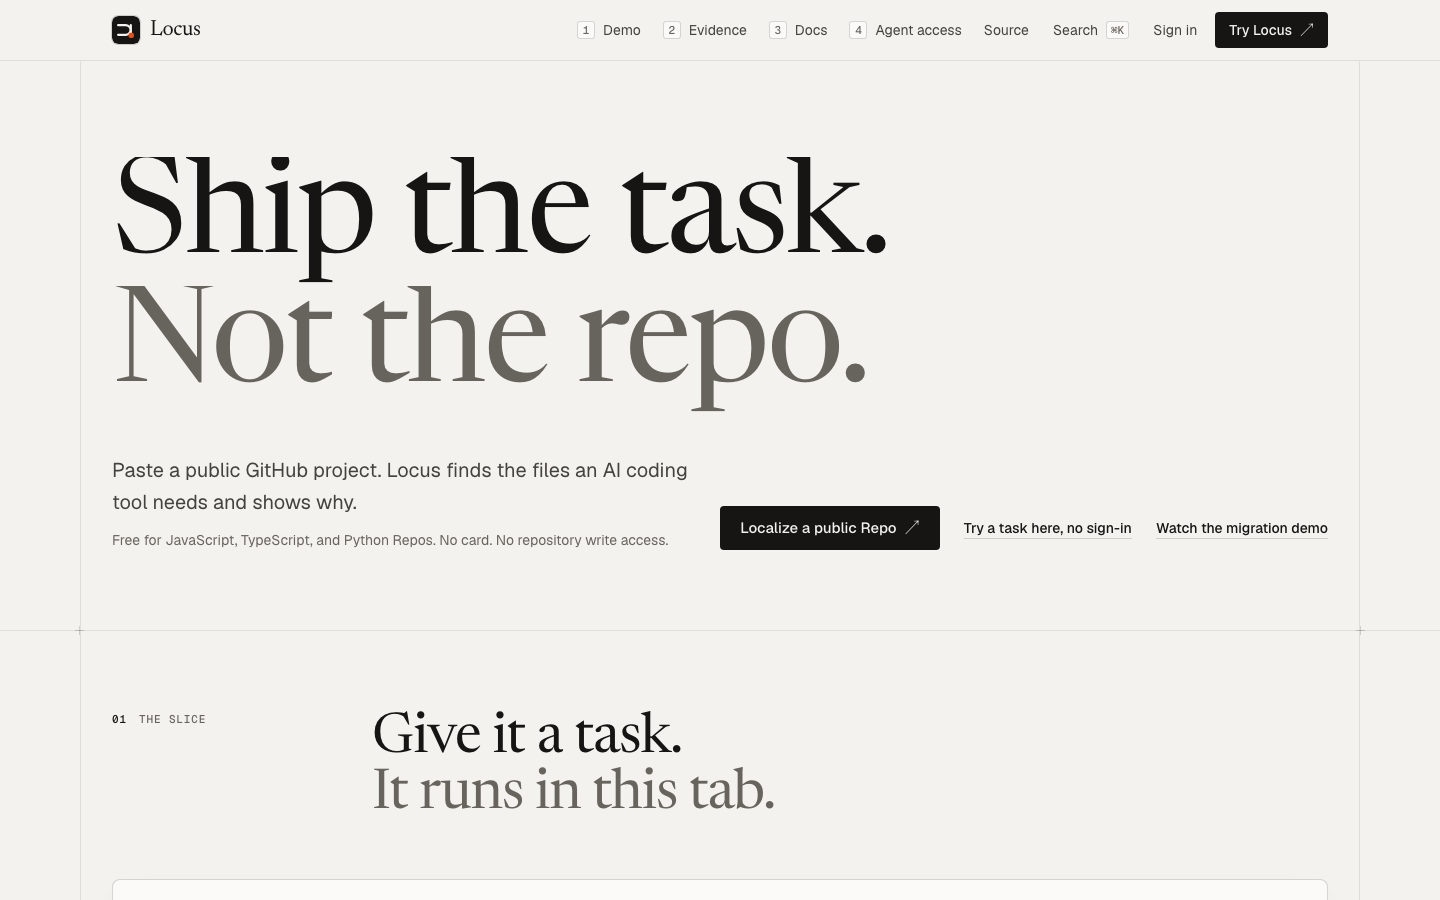 Locus
1 Demo 2 Evidence 3 Docs 4 Agent access Source Search ⌘K Sign in Try Locus ↗
Ship the task.
Not the repo.
Paste a public GitHub project. Locus finds the files an AI coding
tool needs and shows why.
Free for JavaScript, TypeScript, and Python Repos. No card. No repository write access.
Localize a public Repo ↗ Try a task here, no sign-in Watch the migration demo
01 THE SLICE
Give it a task.
It runs in this tab.